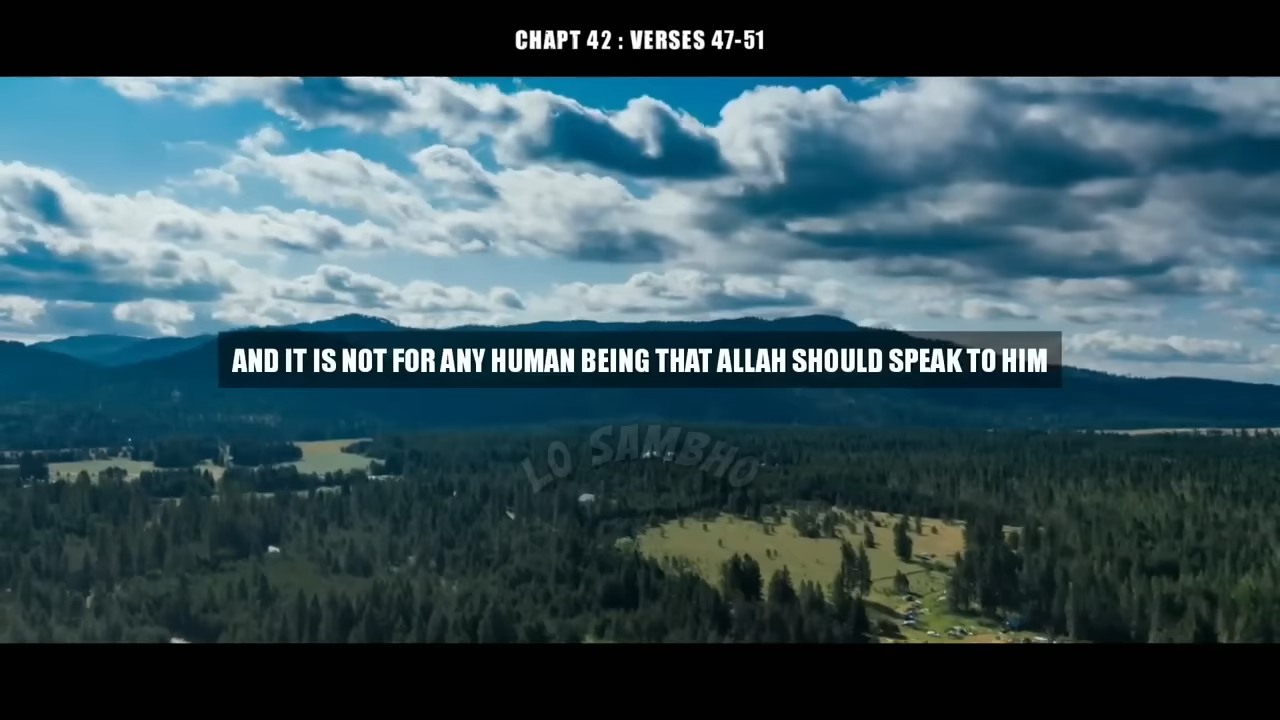 CHAPT 42 : VERSES 47-51
AND IT IS NOT FOR ANY HUMAN BEING THAT ALLAH SHOULD SPEAK TO HIM
LO SAMBHO